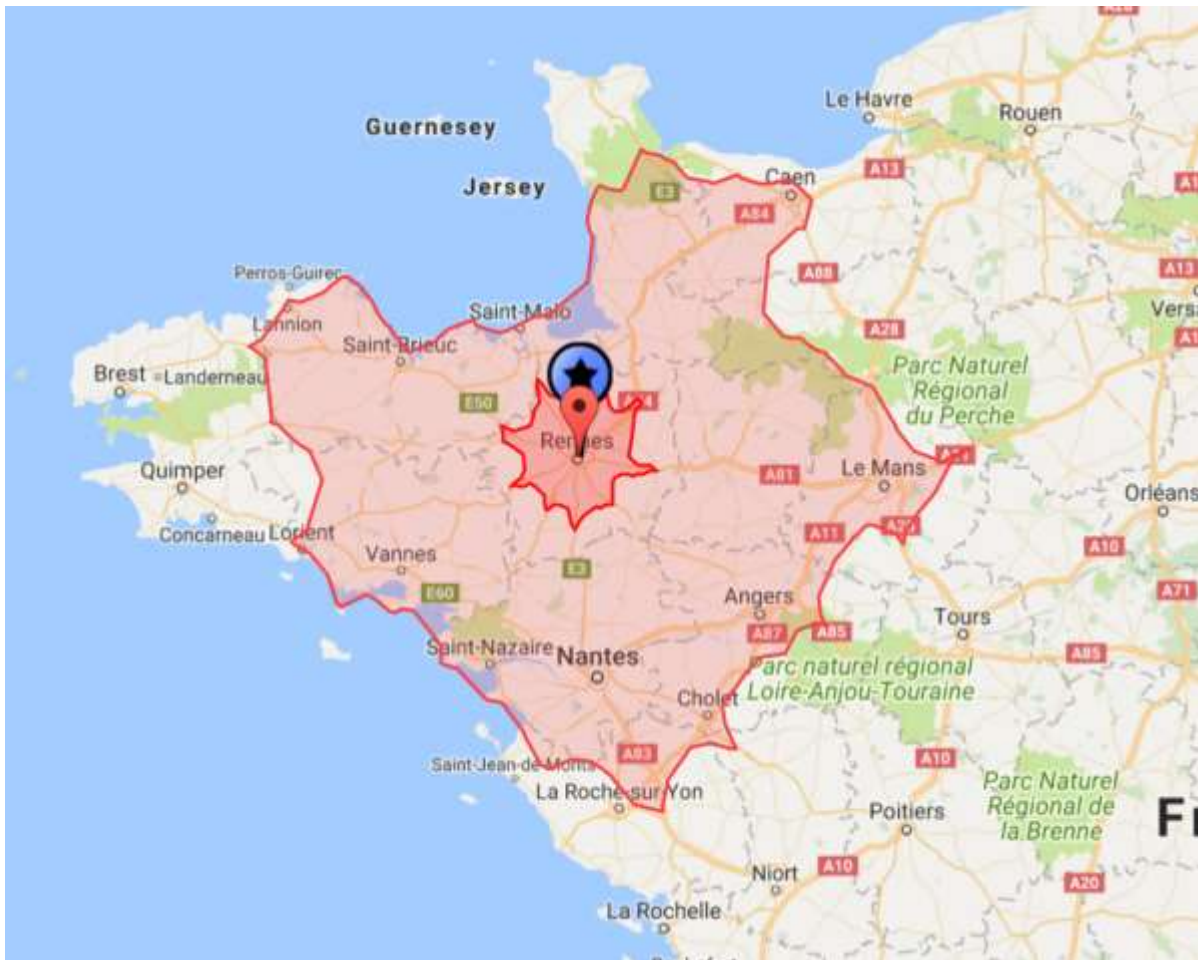 Le Havre
Rouen
Guernesey
A13
Jersey
E3
Caen
A84
Perros-Guirec
A88
A13
Lannion
Saint-Malo
Saint-Brieuc
A28
Brest
Landerneau
E50
Parc Naturel
Régional
du Perche
Rennes
Quimper
A81
Le Mans
Orléans
Concarneau
Lorient
A11
A10
Vannes
E3
E60
Angers
A71
Tours
A87
A85
A85
Saint-Nazaire
Nantes
Parc naturel régional
Loire-Anjou-Touraine
Cholet
A83
A10
Saint-Jean-de-Monts
La Roche-sur-Yon
Parc Naturel
Régional de
la Brenne
Poitiers
A10
Niort
A20
La Rochelle